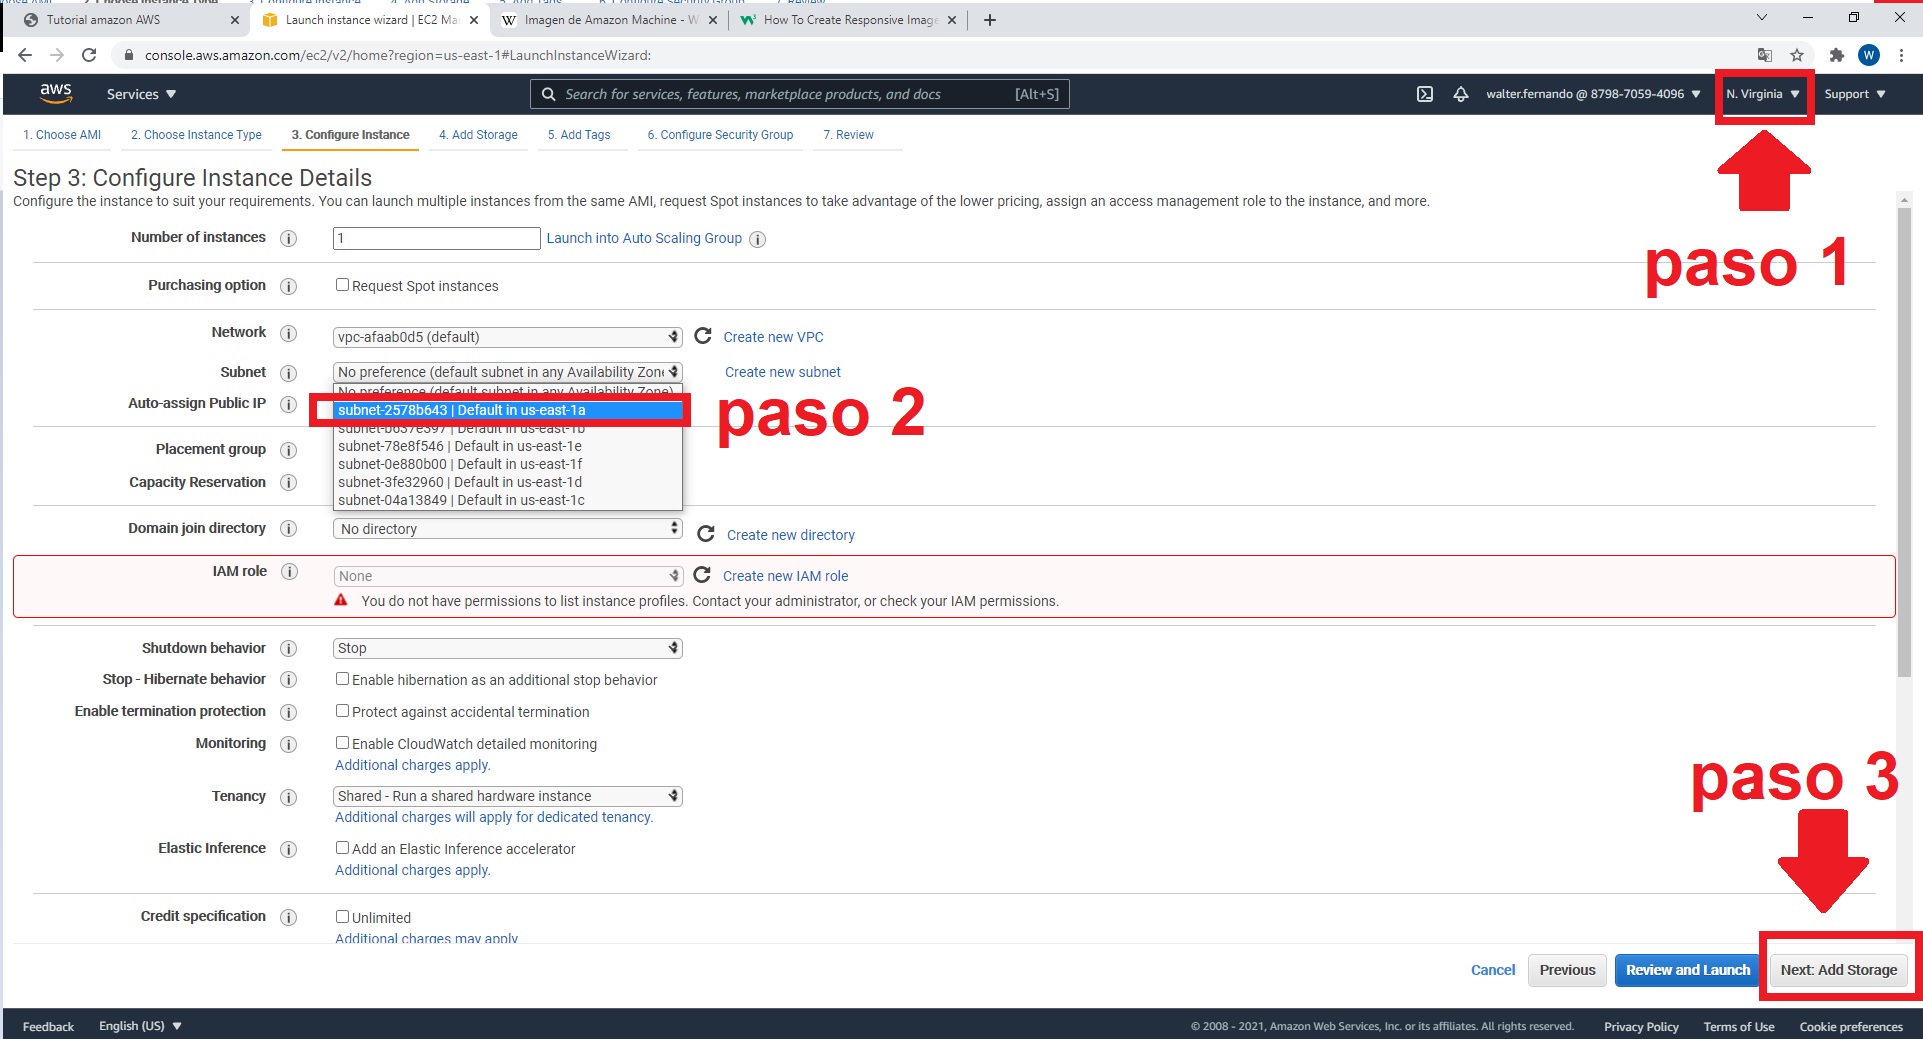 Tutorial amazon AWS
Launch instance wizard | EC2 Ma
W Imagen de Amazon Machine - W
How To Create Responsive Image
console.aws.amazon.com/ec2/v2/home?region=us-east-1#LaunchInstanceWizard:
W
aws
Services
Search for services, features, marketplace products, and docs
[Alt+S]
walter.fernando @ 8798-7059-4096
N. Virginia
Support
1. Choose AMI
2. Choose Instance Type
3. Configure Instance
4. Add Storage
5. Add Tags
6. Configure Security Group
7. Review
Step 3: Configure Instance Details
Configure the instance to suit your requirements. You can launch multiple instances from the same AMI, request Spot instances to take advantage of the lower pricing, assign an access management role to the instance, and more.
paso 1
Number of instances
1
Launch into Auto Scaling Group
Purchasing option
Request Spot instances
Network
vpc-afaab0d5 (default)
Create new VPC
Subnet
No preference (default subnet in any Availability Zone
Create new subnet
No preference (default subnet in any Availability Zone)
Auto-assign Public IP
subnet-2578b643 | Default in us-east-1a
paso 2
subnet-b637e397 | Default in us-east-1b
subnet-78e8f546 | Default in us-east-1e
Placement group
subnet-0e880b00 | Default in us-east-1f
Capacity Reservation
subnet-3fe32960 | Default in us-east-1d
subnet-04a13849 | Default in us-east-1c
Domain join directory
No directory
Create new directory
IAM role
None
Create new IAM role
You do not have permissions to list instance profiles. Contact your administrator, or check your IAM permissions.
Shutdown behavior
Stop
Stop - Hibernate behavior
Enable hibernation as an additional stop behavior
Enable termination protection
Protect against accidental termination
Monitoring
Enable CloudWatch detailed monitoring
Additional charges apply.
Tenancy
Shared - Run a shared hardware instance
Additional charges will apply for dedicated tenancy.
paso 3
Elastic Inference
Add an Elastic Inference accelerator
Additional charges apply.
Credit specification
Unlimited
Additional charges may apply
Cancel
Previous
Review and Launch
Next: Add Storage
Feedback
English (US)
© 2008 - 2021, Amazon Web Services, Inc. or its affiliates. All rights reserved.
Privacy Policy
Terms of Use
Cookie preferences